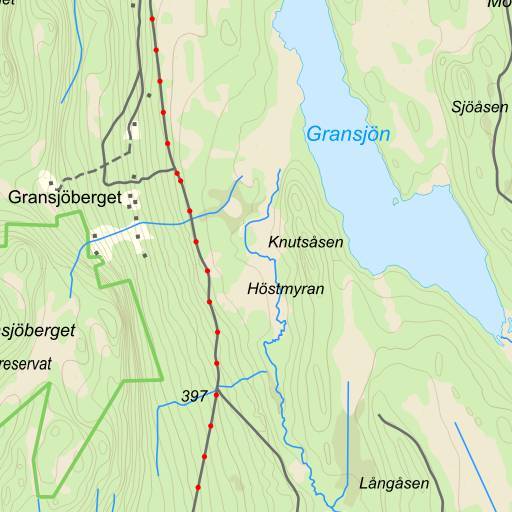 Sjöåsen
Gransjön
Gransjöberget
Knutsåsen
Höstmyran
sjöberget
reservat
397
Långåsen